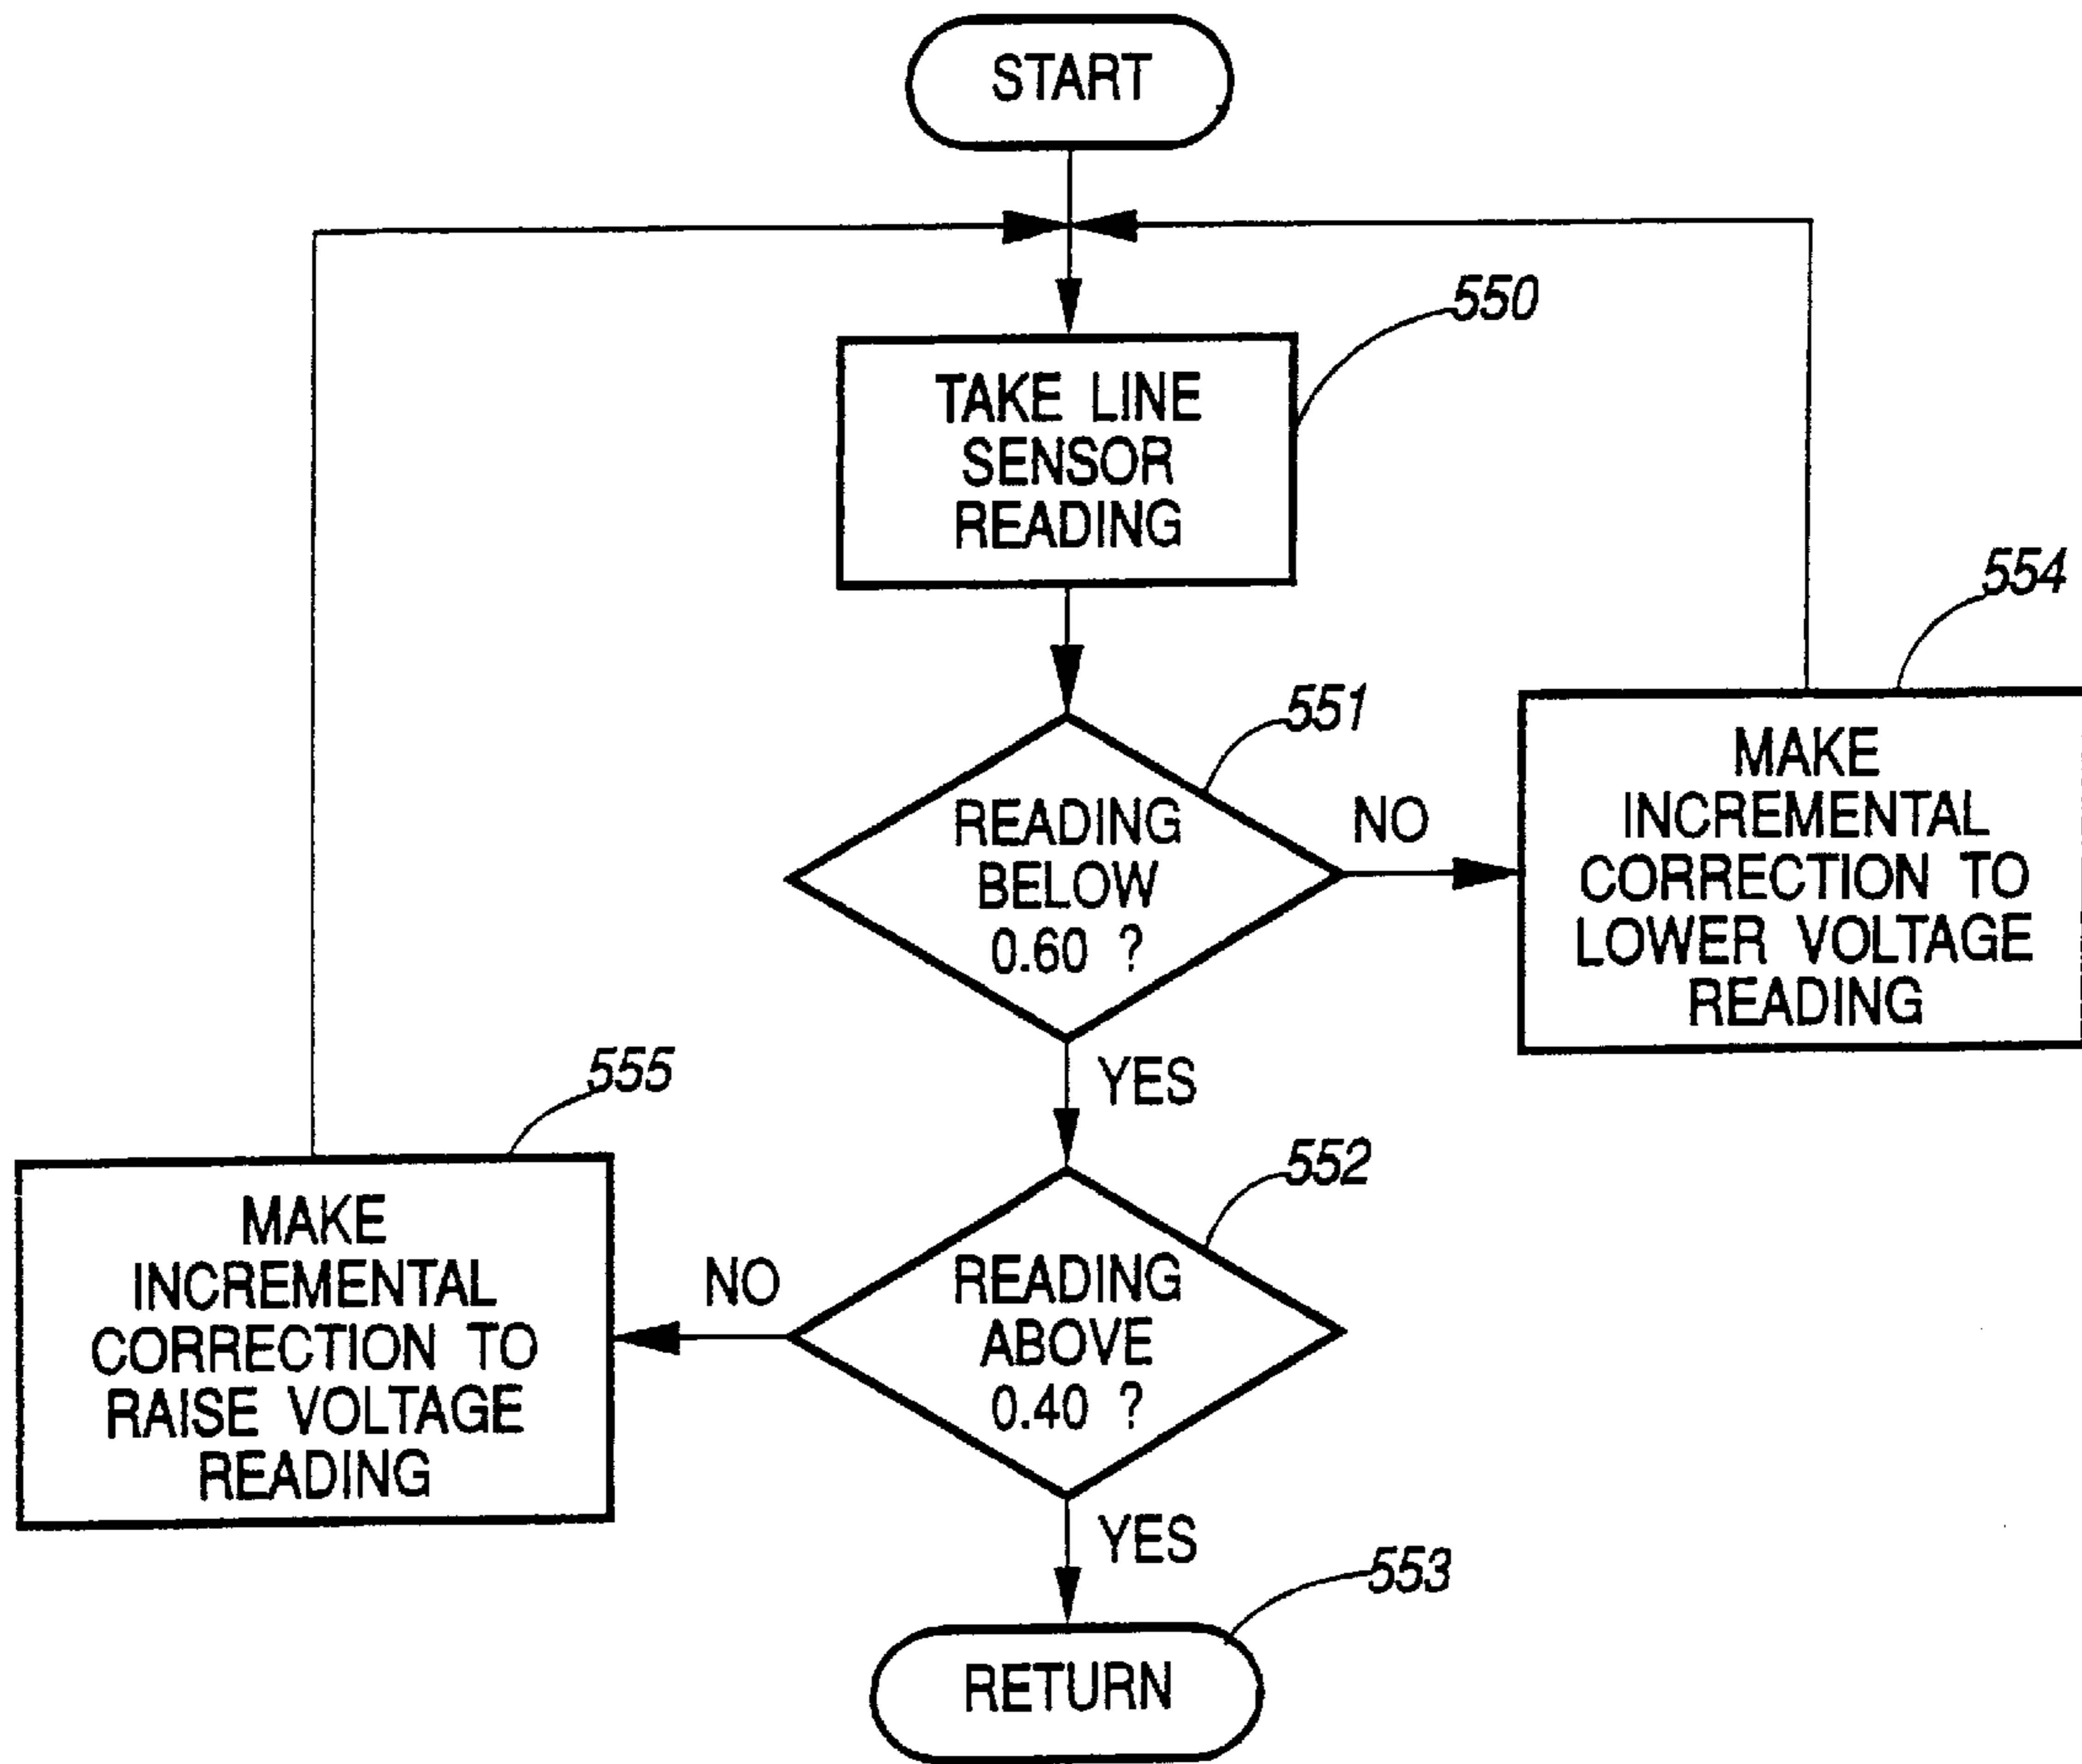 START
550
TAKE LINE
SENSOR
READING
554
551
READING
BELOW
0.60 ?
NO
MAKE
INCREMENTAL
CORRECTION TO
LOWER VOLTAGE
READING
YES
555
552
MAKE
INCREMENTAL
CORRECTION TO
RAISE VOLTAGE
READING
NO
READING
ABOVE
0.40 ?
YES
553
RETURN